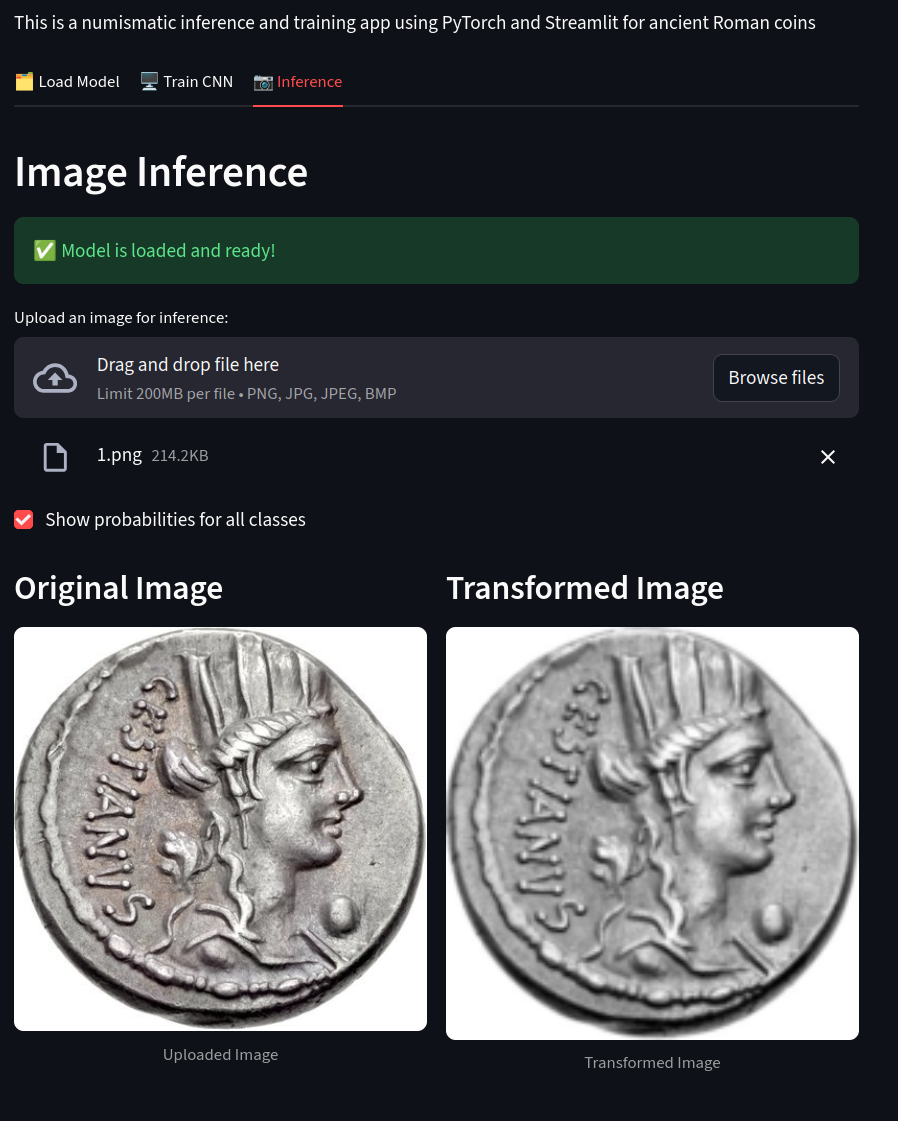 This is a numismatic inference and training app using PyTorch and Streamlit for ancient Roman coins
🗂️ Load Model 🖥️ Train CNN 📷 Inference
Image Inference
✅ Model is loaded and ready!
Upload an image for inference:
Drag and drop file here
Limit 200MB per file • PNG, JPG, JPEG, BMP
Browse files
1.png 214.2KB
Show probabilities for all classes
Original Image
Transformed Image
CESTIANVS
CESTIANVS
Uploaded Image
Transformed Image